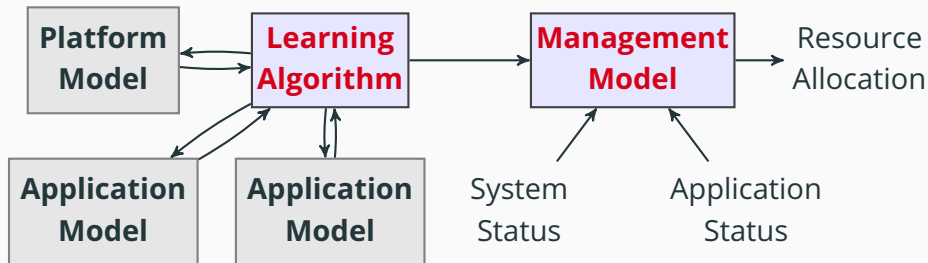 Platform
Model
Learning
Algorithm
Management
Model
Resource
Allocation
Application
Model
Application
Model
System
Status
Application
Status